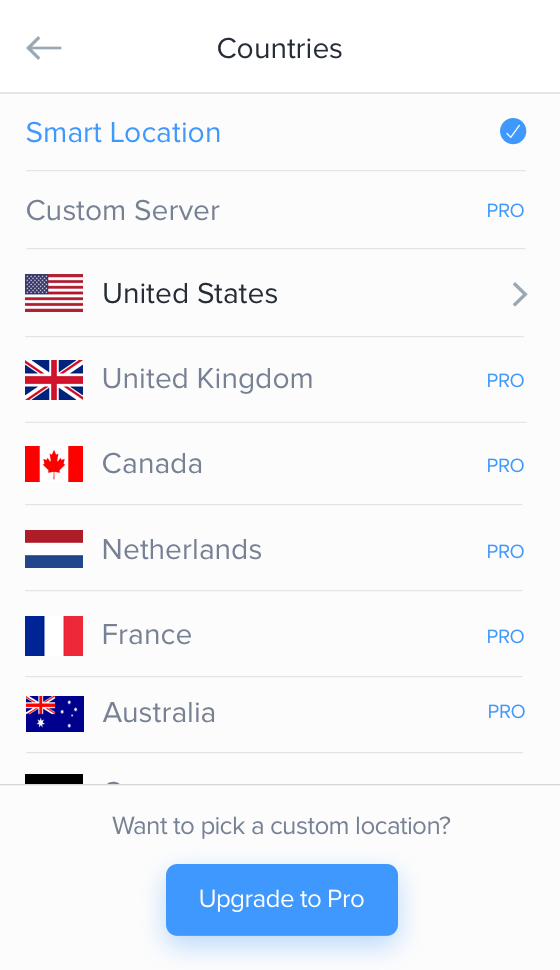 Countries
Smart Location
Custom Server PRO
United States
United Kingdom PRO
Canada PRO
Netherlands PRO
France PRO
Australia PRO
Want to pick a custom location?
Upgrade to Pro